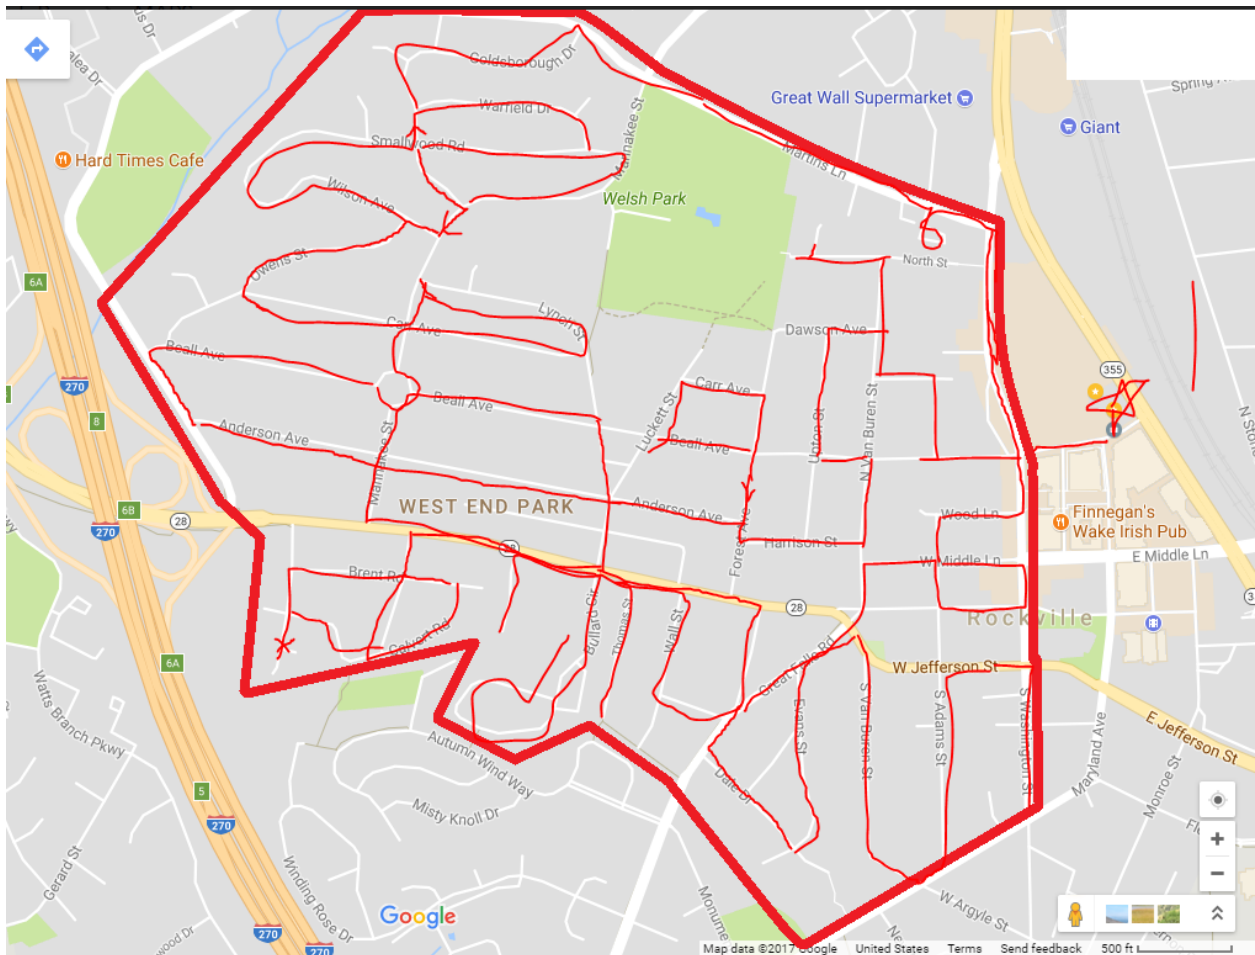 Spring
Great Wall Supermarket
Giant
Goldsborough Dr
Warfield Dr
Mannakee St
Smallwood Rd
Martins Ln
Hard Times Cafe
Wilson Ave
Welsh Park
Owens St
North St
6A
Lynch St
Carr Ave
Dawson Ave
Beall Ave
355
270
Carr Ave
8
Beall Ave
Luckett St
Upton St
N Van Buren St
Anderson Ave
Beall Ave
Mannakee St
WEST END PARK
Anderson Ave
Wood Ln
Finnegan's
Wake Irish Pub
6B
28
270
28
Harrison St
Forest Ave
W Middle Ln
E Middle Ln
Brent Rd
28
Rockville
Calvert Rd
Bullard Cir
Thomas St
Wall St
Great Falls Rd
6A
W Jefferson St
Watts Branch Pkwy
Evans St
S Van Buren St
S Adams St
S Washington St
Maryland Ave
E Jefferson St
Autumn Wind Way
Dale Dr
Monroe St
5
Misty Knoll Dr
270
Gerard St
Winding Rose Dr
W Argyle St
Google
270
270
Map data ©2017 Google United States Terms Send feedback 500 ft